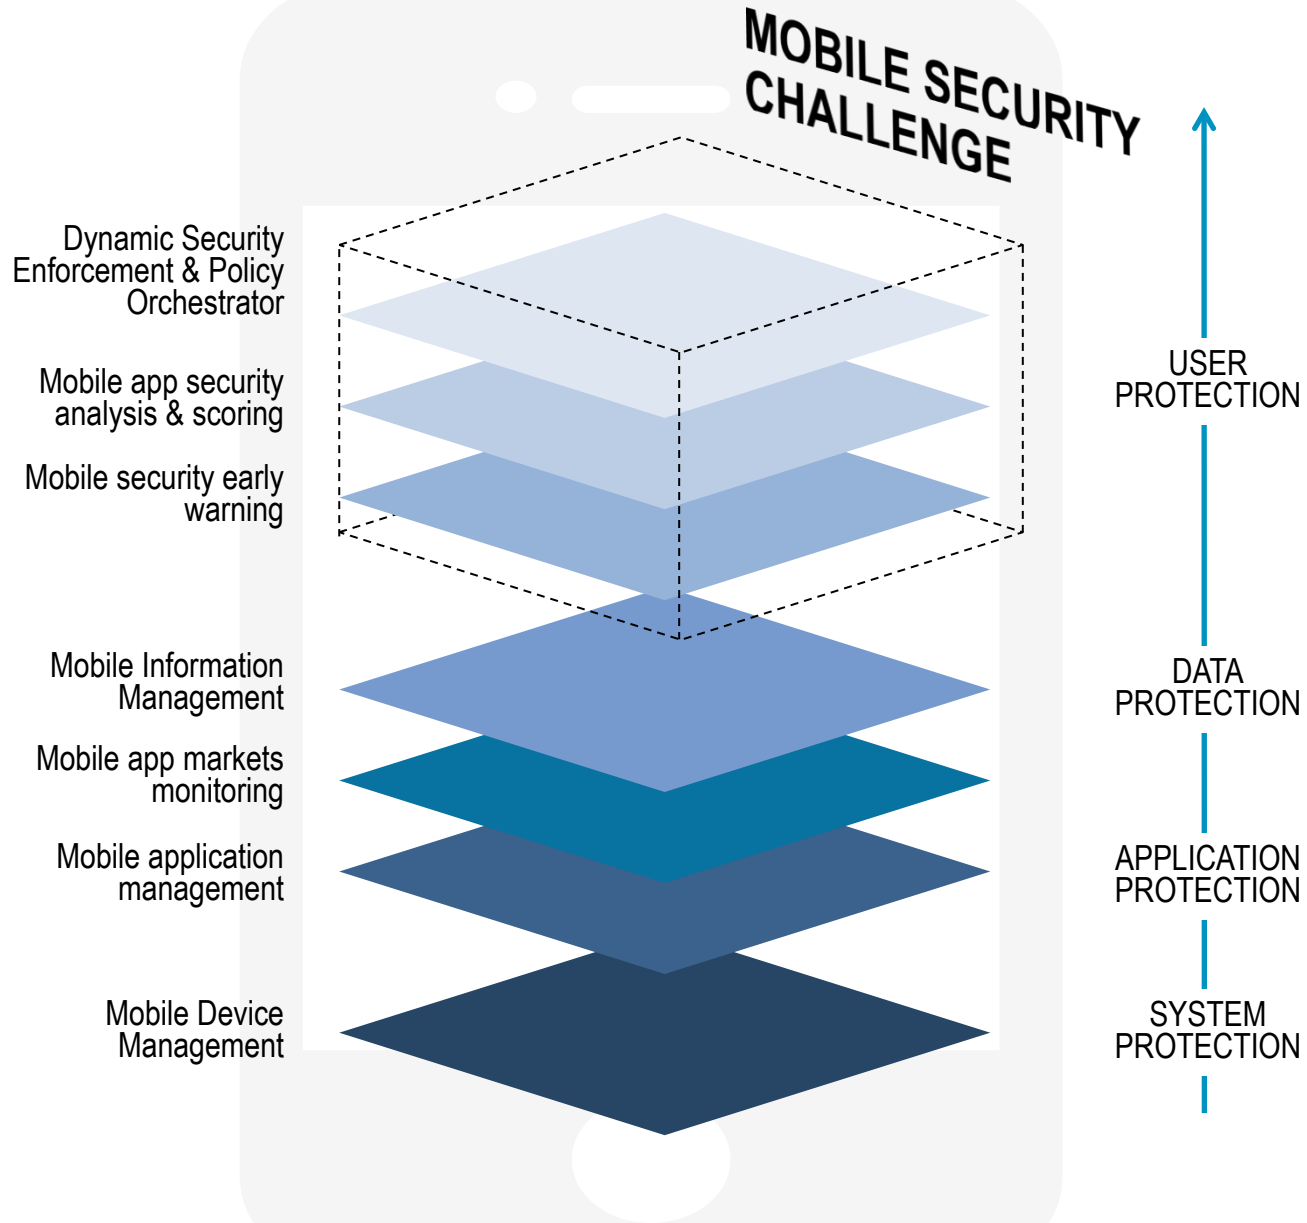 MOBILE SECURITY
CHALLENGE
Dynamic Security
Enforcement & Policy
Orchestrator
Mobile app security
analysis & scoring
Mobile security early
warning
Mobile Information
Management
Mobile app markets
monitoring
Mobile application
management
Mobile Device
Management
USER
PROTECTION
DATA
PROTECTION
APPLICATION
PROTECTION
SYSTEM
PROTECTION